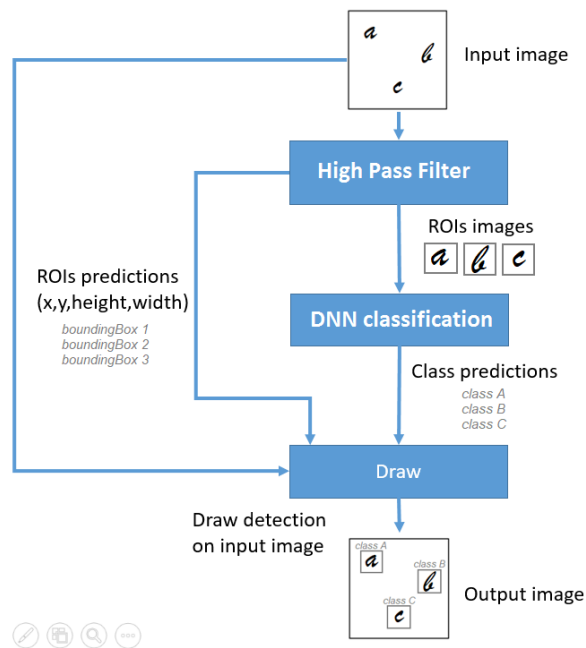 a
b
c
Input image
High Pass Filter
ROIs images
a b c
ROIs predictions
(x,y,height,width)
boundingBox 1
boundingBox 2
boundingBox 3
DNN classification
Class predictions
class A
class B
class C
Draw
Draw detection
on input image
class A
a
class B
b
class C
c
Output image